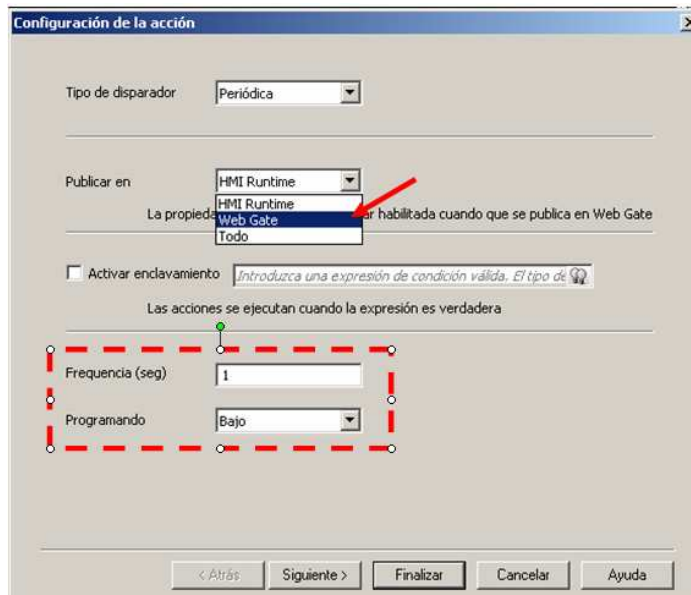 Configuración de la acción
Tipo de disparador Periódica
Publicar en HMI Runtime
HMI Runtime
La propieda ar habilitada cuando que se publica en Web Gate
Web Gate
Todo
Activar enclavamiento Introduzca una expresión de condición válida. El tipo de
Las acciones se ejecutan cuando la expresión es verdadera
Frequencia (seg) 1
Programando Bajo
< Atrás Siguiente > Finalizar Cancelar Ayuda